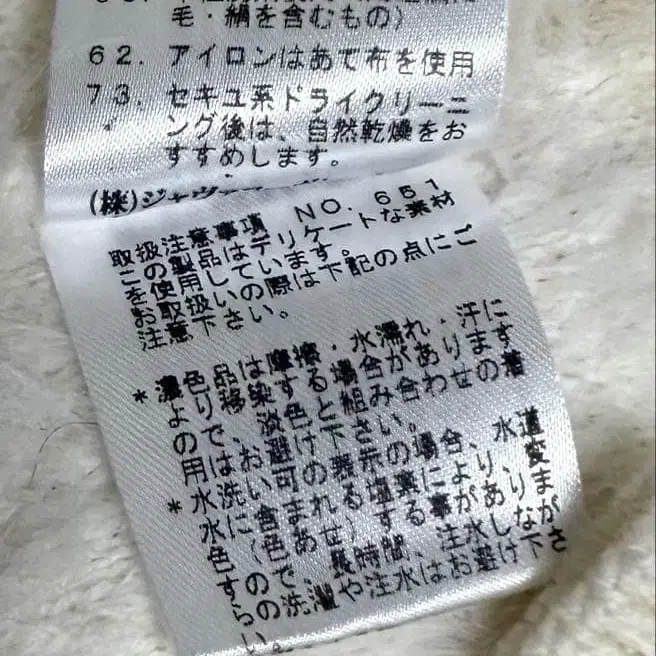 毛・絹を含むもの)
62. アイロンはあて布を使用
73. セキユ系ドライクリーニ
ング後は、自然乾燥をお
すすめします。
(株)ジャヴァ
取扱注意事項 NO. 651
この製品はデリケートな素材
を使用しています。
お取扱いの際は下記の点にご
注意下さい。
*濃色品は摩擦・水濡れ・汗に
より移染する場合があります
ので、淡色と組み合わせの着
用はお避け下さい。
*水洗い可の表示の場合、水道
水に含まれる塩素により、変
色(色あせ)する事がありま
すので、長時間、注水しなが
らの洗濯や注水はお避け下さ
い。